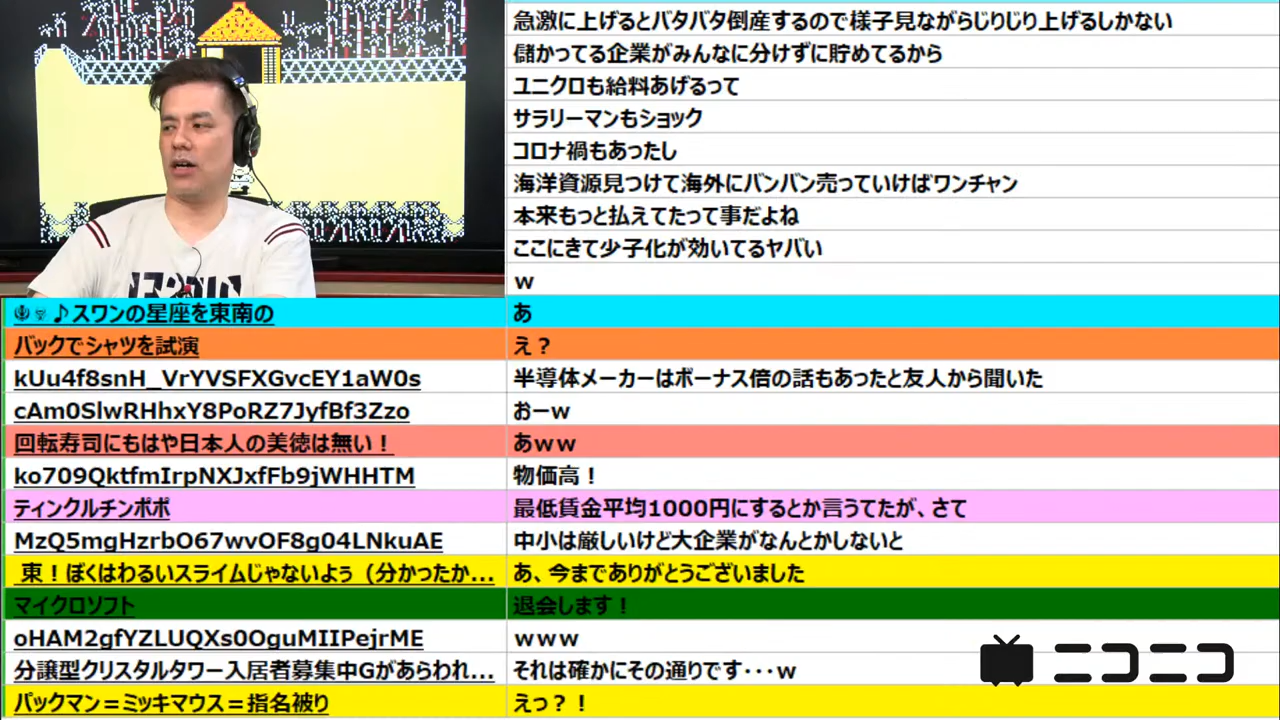 急激に上げるとバタバタ倒産するので様子見ながらじりじり上げるしかない
儲かってる企業がみんなに分けずに貯めてるから
ユニクロも給料あげるって
サラリーマンもショック
コロナ禍もあったし
海洋資源見つけて海外にバンバン売っていけばワンチャン
本来もっと払えてたって事だよね
ここにきて少子化が効いてるヤバい
w
♪スワンの星座を東南の あ
バックでシャツを試演 え？
kUu4f8snH_VrYVSFXGvcEY1aW0s 半導体メーカーはボーナス倍の話もあったと友人から聞いた
cAm0SlwRHhxY8PoRZ7JyfBf3Zzo おーw
回転寿司にもはや日本人の美徳は無い！ あｗｗ
ko709QktfmIrpNXJxfFb9jWHHTM 物価高！
ティンクルチンポポ 最低賃金平均1000円にするとか言うてたが、さて
MzQ5mgHzrbO67wvOF8g04LNkuAE 中小は厳しいけど大企業がなんとかしないと
東！ぼくはわるいスライムじゃないよぅ（分かったか... あ、今までありがとうございました
マイクロソフト 退会します！
oHAM2gfYZLUQXs0OguMIIPejrME ｗｗｗ
分譲型クリスタルタワー入居者募集中Gがあらわれ... それは確かにその通りです･･･w
パックマン＝ミッキマウス＝指名被り えっ？！
ニコニコ